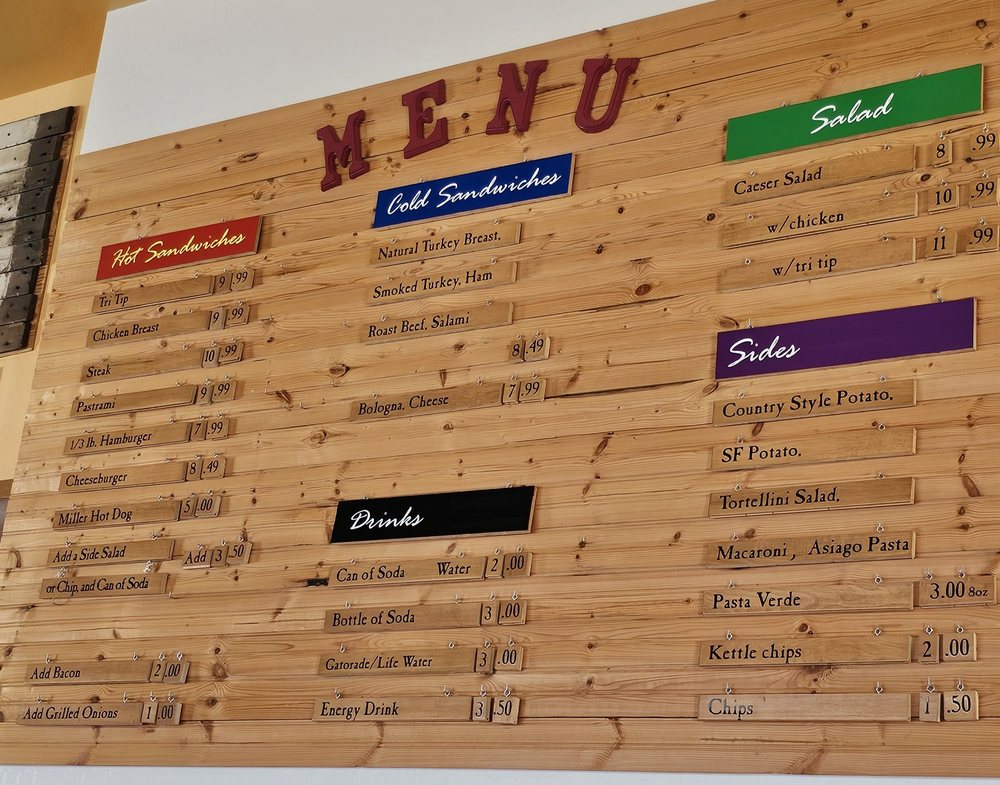 MENU
Hot Sandwiches
Tri Tip 9 .99
Chicken Breast 9 .99
Steak 10 .99
Pastrami 9 .99
1/3 lb. Hamburger 7 .99
Cheeseburger 8 .49
Miller Hot Dog 5 .00
Add a Side Salad Add 3 .50
or Chip, and Can of Soda
Add Bacon 2 .00
Add Grilled Onions 1 .00
Cold Sandwiches
Natural Turkey Breast,
Smoked Turkey, Ham
Roast Beef, Salami
8 .49
Bologna, Cheese 7 .99
Drinks
Can of Soda Water 2 .00
Bottle of Soda 3 .00
Gatorade/Life Water 3 .00
Energy Drink 3 .50
Salad
Caeser Salad 8 .99
w/chicken 10 .99
w/tri tip 11 .99
Sides
Country Style Potato,
SF Potato,
Tortellini Salad,
Macaroni, Asiago Pasta
Pasta Verde 3.00 8oz
Kettle chips 2 .00
Chips 1 .50